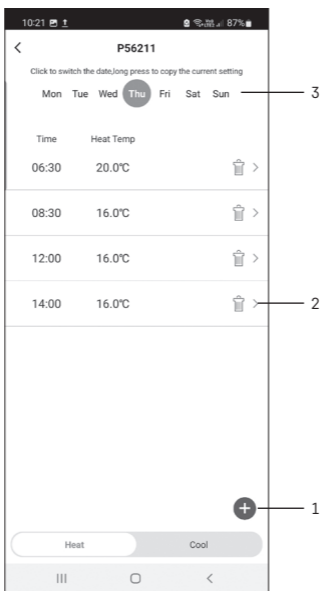 10:21 87%
P56211
Click to switch the date,long press to copy the current setting
Mon Tue Wed Thu Fri Sat Sun 3
Time Heat Temp
06:30 20.0℃
08:30 16.0℃
12:00 16.0℃
14:00 16.0℃ 2
1
Heat Cool